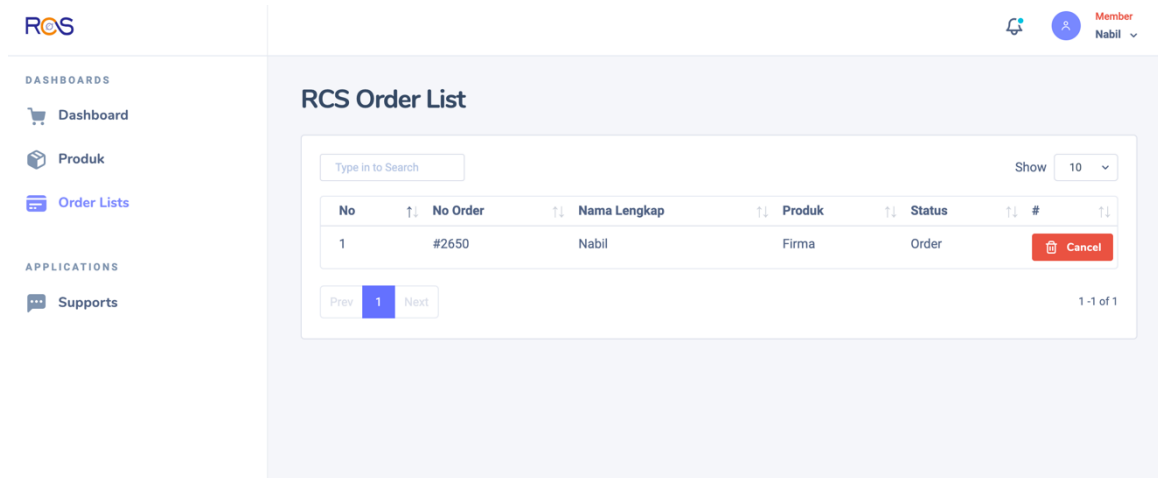 RCS
Member
Nabil
DASHBOARDS
Dashboard
Produk
Order Lists
APPLICATIONS
Supports
RCS Order List
Type in to Search
Show 10
No No Order Nama Lengkap Produk Status #
1 #2650 Nabil Firma Order Cancel
Prev 1 Next
1 -1 of 1